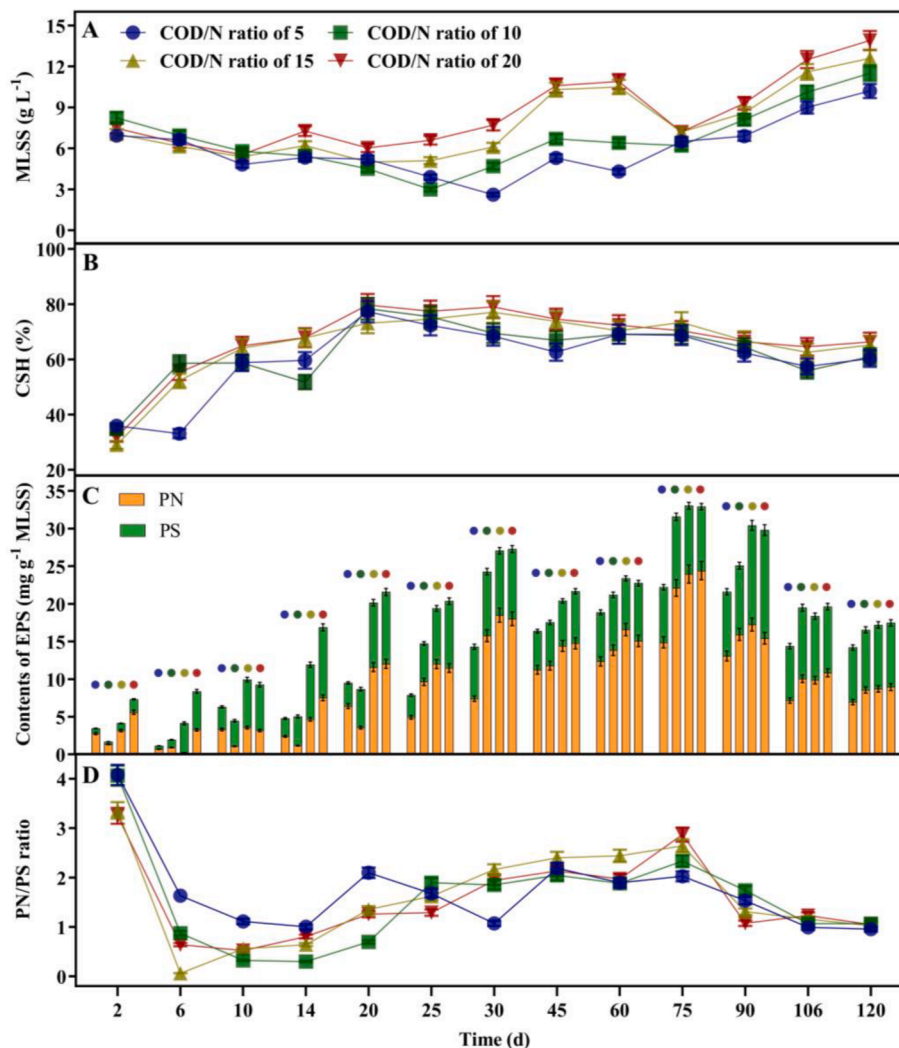 A
COD/N ratio of 5
COD/N ratio of 10
COD/N ratio of 15
COD/N ratio of 20
MLSS (g L⁻¹)
15
12
9
6
3
0
B
CSH (%)
100
80
60
40
20
C
PN
PS
Contents of EPS (mg g⁻¹ MLSS)
35
30
25
20
15
10
5
0
D
PN/PS ratio
4
3
2
1
0
2 6 10 14 20 25 30 45 60 75 90 106 120
Time (d)